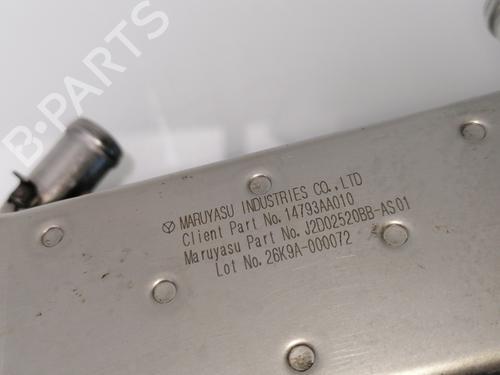 B-PARTS
MARUYASU INDUSTRIES CO.,LTD
Client Part No.14793AA010
Maruyasu Part No.J2D02520BB-AS01
Lot No.26K9A-000072